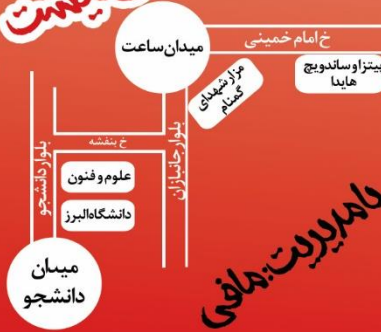 میدان ساعت
خ امام خمینی
پیتزا و ساندویچ
هایدا
مزار شهدای
گمنام
بلوار جانبازان
خ بنفشه
بلوار دانشجو
علوم و فنون
دانشگاه البرز
میدان
دانشجو
با مدیریت: مافی